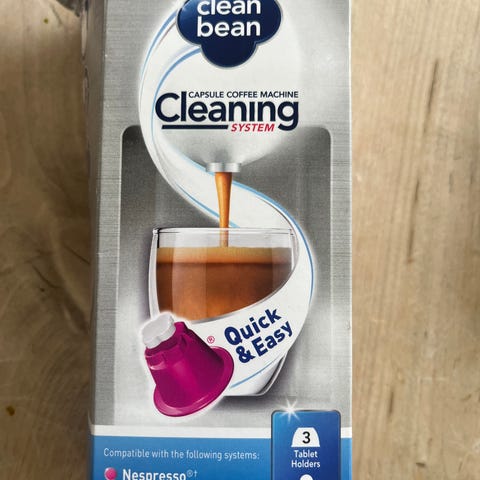 clean
bean
CAPSULE COFFEE MACHINE
Cleaning
SYSTEM
Quick
& Easy
®
3
Tablet
Holders
Compatible with the following systems:
Nespresso®†